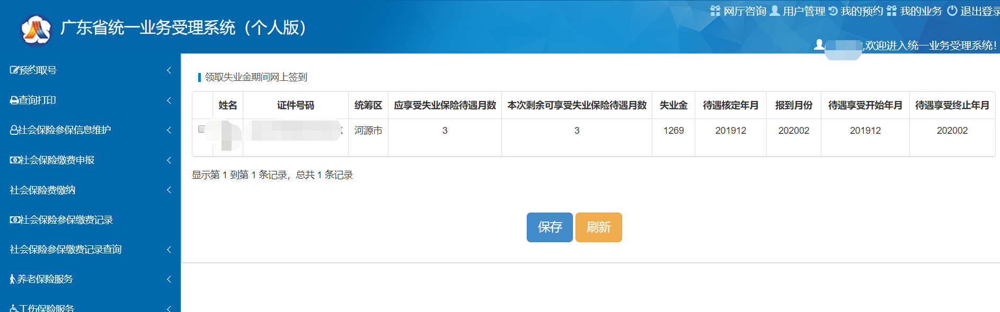 网厅咨询 用户管理 我的预约 我的业务 退出登录
广东省统一业务受理系统（个人版）
,欢迎进入统一业务受理系统！
预约取号
查询打印
社会保险参保信息维护
社会保险缴费申报
社会保险费缴纳
社会保险参保缴费记录
社会保险参保缴费记录查询
养老保险服务
工伤保险服务
领取失业金期间网上签到
姓名 证件号码 统筹区 应享受失业保险待遇月数 本次剩余可享受失业保险待遇月数 失业金 待遇核定年月 报到月份 待遇享受开始年月 待遇享受终止年月
河源市 3 3 1269 201912 202002 201912 202002
显示第 1 到第 1 条记录，总共 1 条记录
保存 刷新